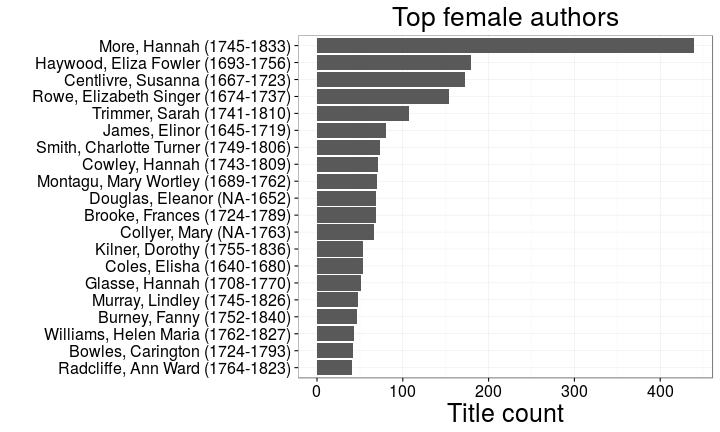 Top female authors
More, Hannah (1745-1833)
Haywood, Eliza Fowler (1693-1756)
Centlivre, Susanna (1667-1723)
Rowe, Elizabeth Singer (1674-1737)
Trimmer, Sarah (1741-1810)
James, Elinor (1645-1719)
Smith, Charlotte Turner (1749-1806)
Cowley, Hannah (1743-1809)
Montagu, Mary Wortley (1689-1762)
Douglas, Eleanor (NA-1652)
Brooke, Frances (1724-1789)
Collyer, Mary (NA-1763)
Kilner, Dorothy (1755-1836)
Coles, Elisha (1640-1680)
Glasse, Hannah (1708-1770)
Murray, Lindley (1745-1826)
Burney, Fanny (1752-1840)
Williams, Helen Maria (1762-1827)
Bowles, Carington (1724-1793)
Radcliffe, Ann Ward (1764-1823)
0 100 200 300 400
Title count